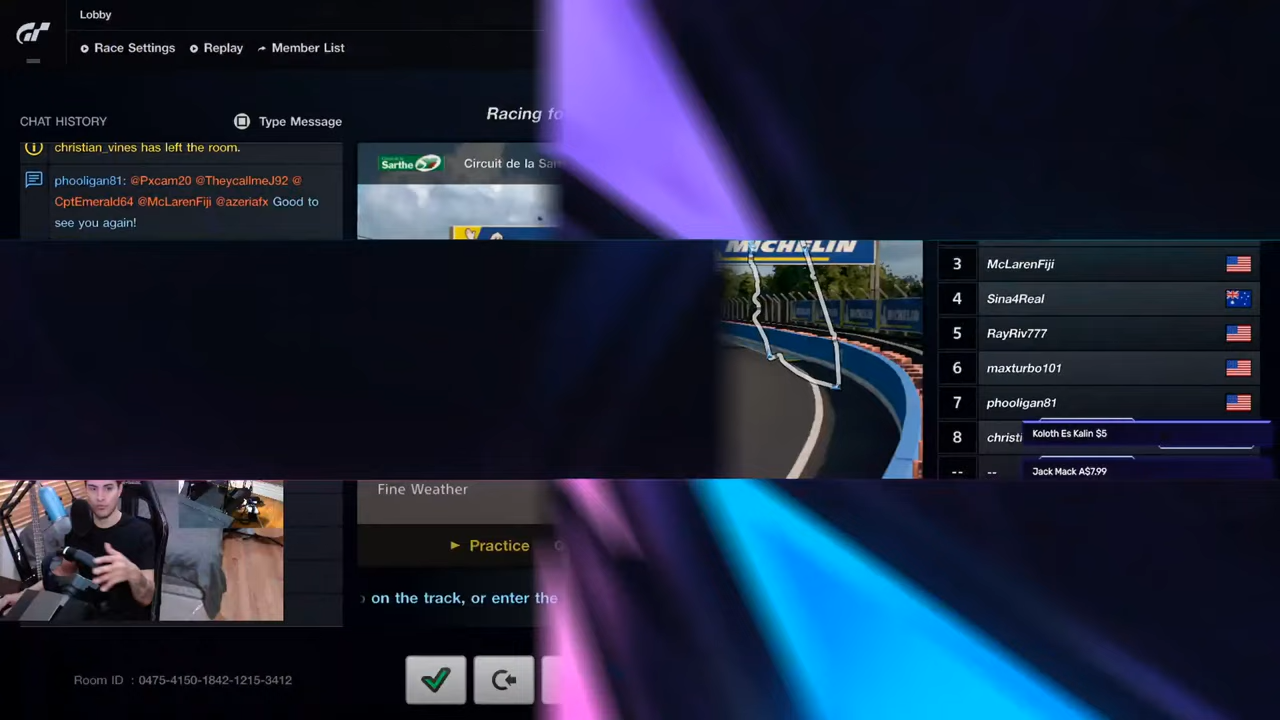 Lobby
Race Settings Replay Member List
CHAT HISTORY Type Message
christian_vines has left the room.
phooligan81: @Pxcam20 @TheycallmeJ92 @
CptEmerald64 @McLarenFiji @azeriafx Good to
see you again!
Racing
Sarthe Circuit de la
MICHELIN
3 McLarenFiji
4 Sina4Real
5 RayRiv777
6 maxturbo101
7 phooligan81
8
Koloth Es Kalin $5
-- --
Jack Mack A$7.99
Fine Weather
Practice
on the track, or enter the
Room ID : 0475-4150-1842-1215-3412